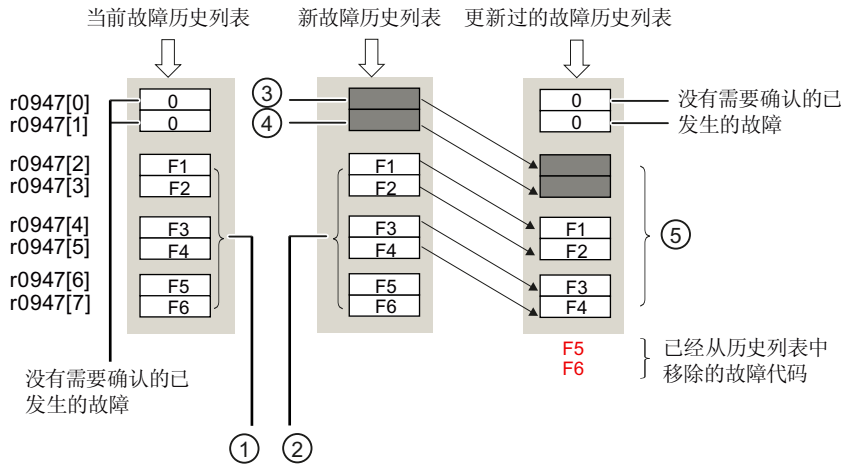 当前故障历史列表
新故障历史列表
更新过的故障历史列表
r0947[0]
r0947[1]
r0947[2]
r0947[3]
r0947[4]
r0947[5]
r0947[6]
r0947[7]
0
0
F1
F2
F3
F4
F5
F6
③
④
F1
F2
F3
F4
F5
F6
0
0
F1
F2
F3
F4
没有需要确认的已
发生的故障
⑤
F5
F6
已经从历史列表中
移除的故障代码
没有需要确认的已
发生的故障
①
②